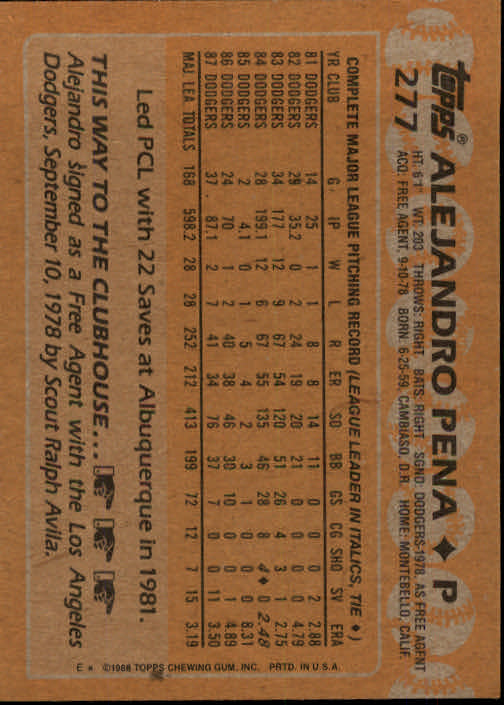 topps® ALEJANDRO PENA ♦ P
277
HT: 6'1" WT: 203 THROWS: RIGHT BATS: RIGHT SGND: DODGERS-1978, AS FREE AGENT
ACQ: FREE AGENT, 9-10-78 BORN: 6-25-59, CAMBIASO, D.R. HOME: MONTEBELLO, CALIF.
COMPLETE MAJOR LEAGUE PITCHING RECORD (LEAGUE LEADER IN ITALICS, TIE ♦)
YR CLUB G IP W L R ER SO BB GS CG SHO SV ERA
81 DODGERS 14 25 1 1 8 8 14 11 0 0 0 2 2.88
82 DODGERS 29 35.2 0 2 24 19 20 21 0 0 0 0 4.79
83 DODGERS 34 177 12 9 67 54 120 51 26 4 3 1 2.75
84 DODGERS 28 199.1 12 6 67 55 135 46 28 8 4♦ 0 2.48
85 DODGERS 2 4.1 0 1 5 4 2 3 1 0 0 0 8.31
86 DODGERS 24 70 1 2 40 38 46 30 10 0 0 1 4.89
87 DODGERS 37 87.1 2 7 41 34 76 37 7 0 0 11 3.50
MAJ. LEA. TOTALS 168 598.2 28 28 252 212 413 199 72 12 7 15 3.19
Led PCL with 22 Saves at Albuquerque in 1981.
THIS WAY TO THE CLUBHOUSE...
Alejandro signed as a Free Agent with the Los Angeles
Dodgers, September 10, 1978 by Scout Ralph Avila.
E * ©1988 TOPPS CHEWING GUM, INC. PRTD. IN U.S.A.